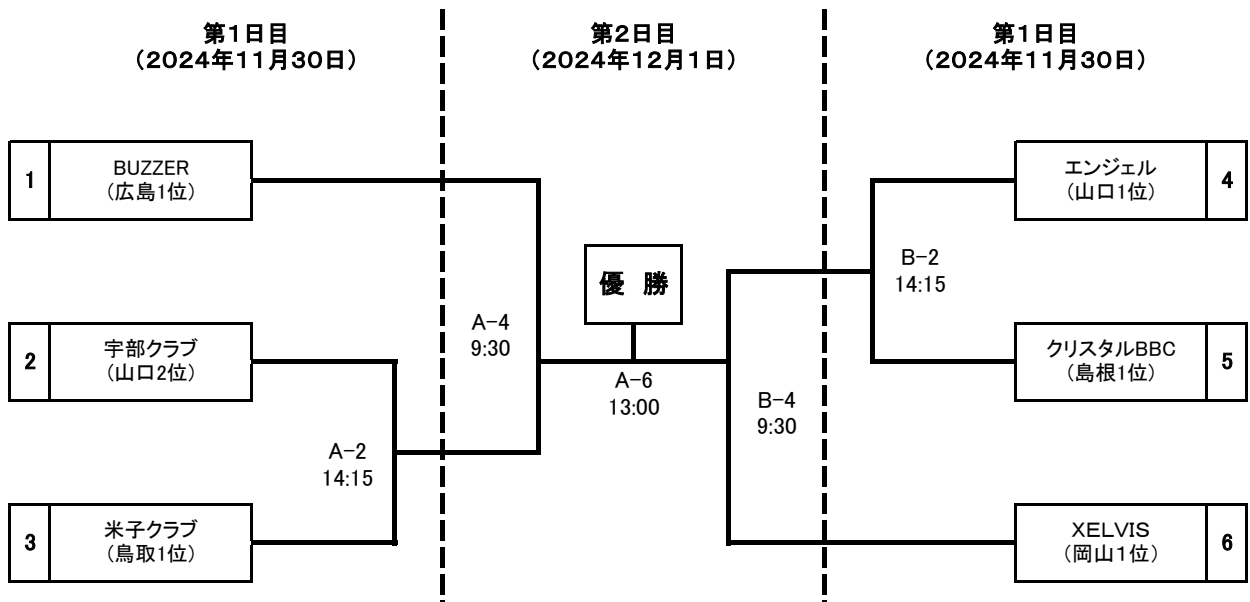 第1日目
（2024年11月30日）
第2日目
（2024年12月1日）
第1日目
（2024年11月30日）
1
BUZZER
（広島1位）
2
宇部クラブ
（山口2位）
3
米子クラブ
（鳥取1位）
A-2
14:15
A-4
9:30
優 勝
A-6
13:00
B-4
9:30
B-2
14:15
エンジェル
（山口1位）
4
クリスタルBBC
（島根1位）
5
XELVIS
（岡山1位）
6